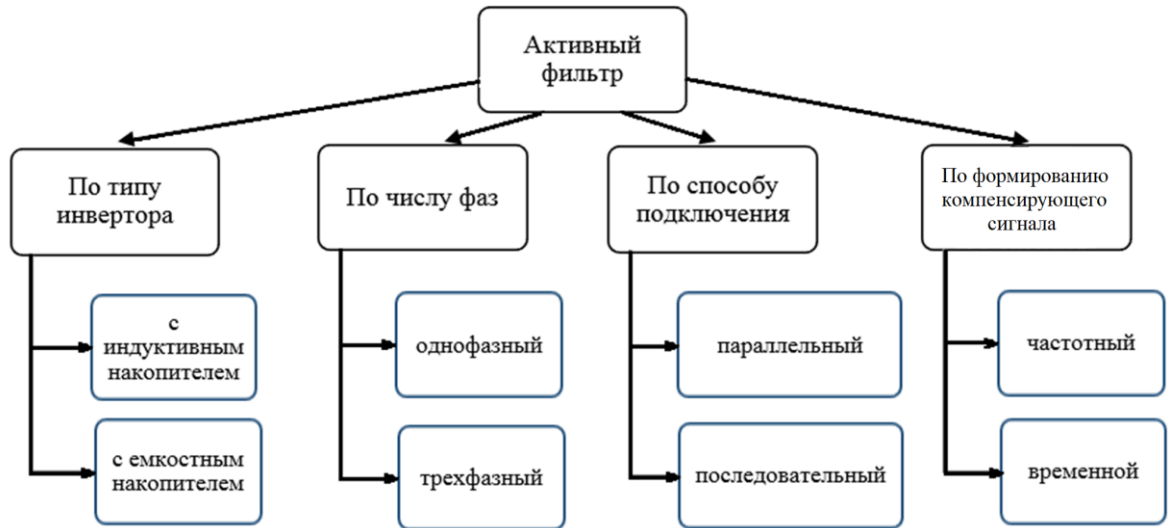 Активный
фильтр
По типу
инвертора
с
индуктивным
накопителем
с емкостным
накопителем
По числу фаз
однофазный
трехфазный
По способу
подключения
параллельный
последовательный
По формированию
компенсирующего
сигнала
частотный
временной